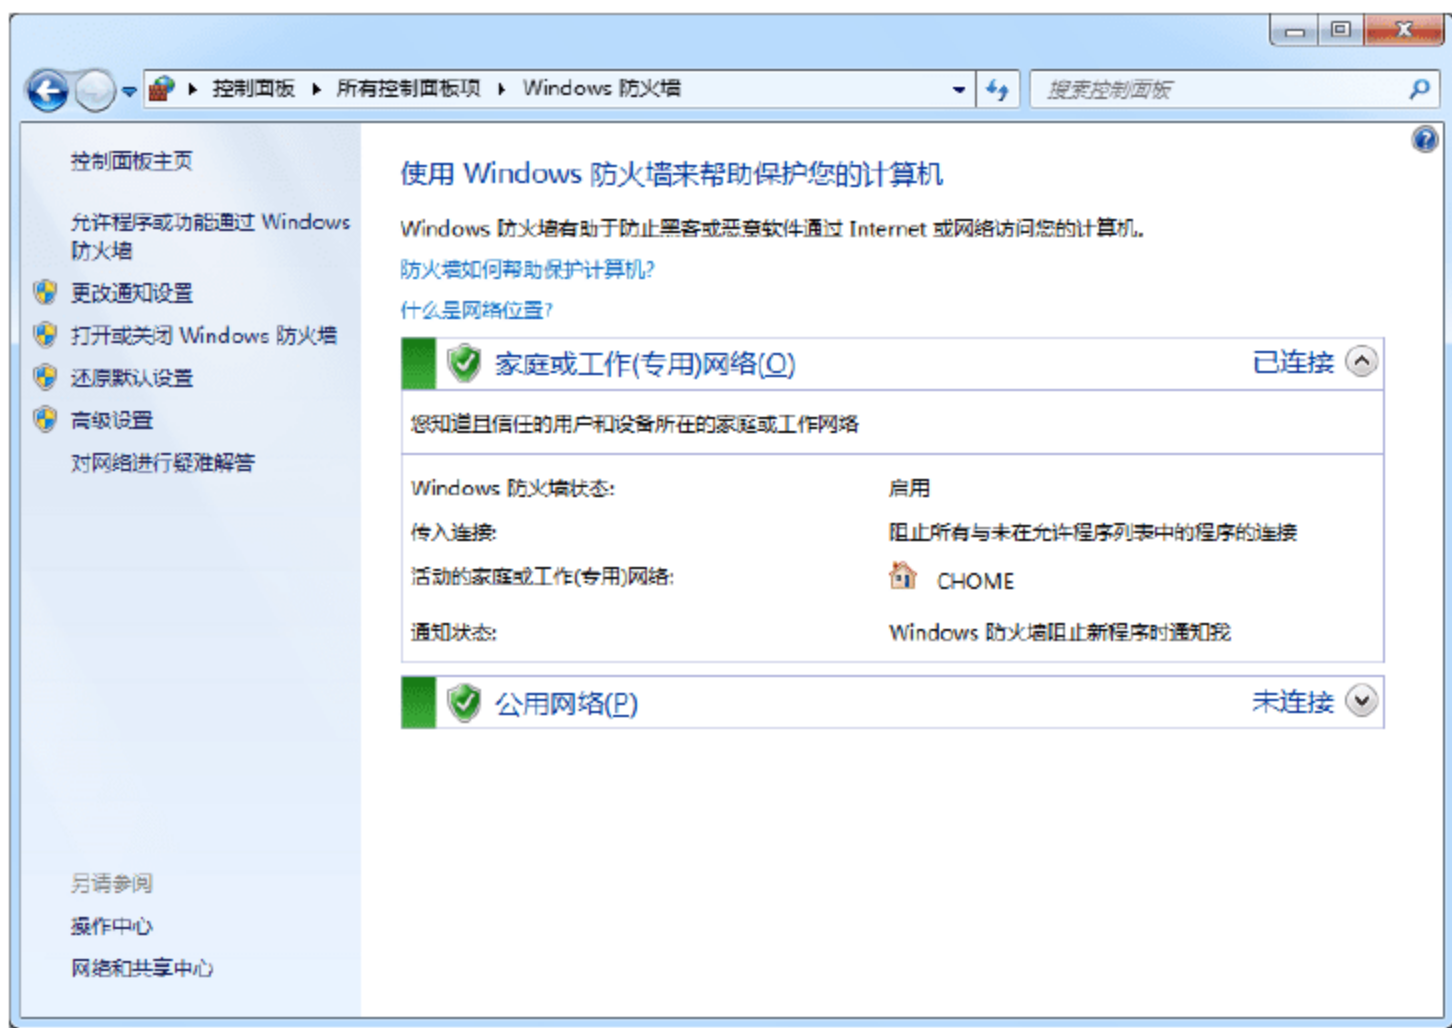 控制面板 ▸ 所有控制面板项 ▸ Windows 防火墙
搜索控制面板
控制面板主页
允许程序或功能通过 Windows
防火墙
更改通知设置
打开或关闭 Windows 防火墙
还原默认设置
高级设置
对网络进行疑难解答
另请参阅
操作中心
网络和共享中心
使用 Windows 防火墙来帮助保护您的计算机
Windows 防火墙有助于防止黑客或恶意软件通过 Internet 或网络访问您的计算机。
防火墙如何帮助保护计算机?
什么是网络位置?
家庭或工作(专用)网络(O) 已连接
您知道且信任的用户和设备所在的家庭或工作网络
Windows 防火墙状态: 启用
传入连接: 阻止所有与未在允许程序列表中的程序的连接
活动的家庭或工作(专用)网络: CHOME
通知状态: Windows 防火墙阻止新程序时通知我
公用网络(P) 未连接